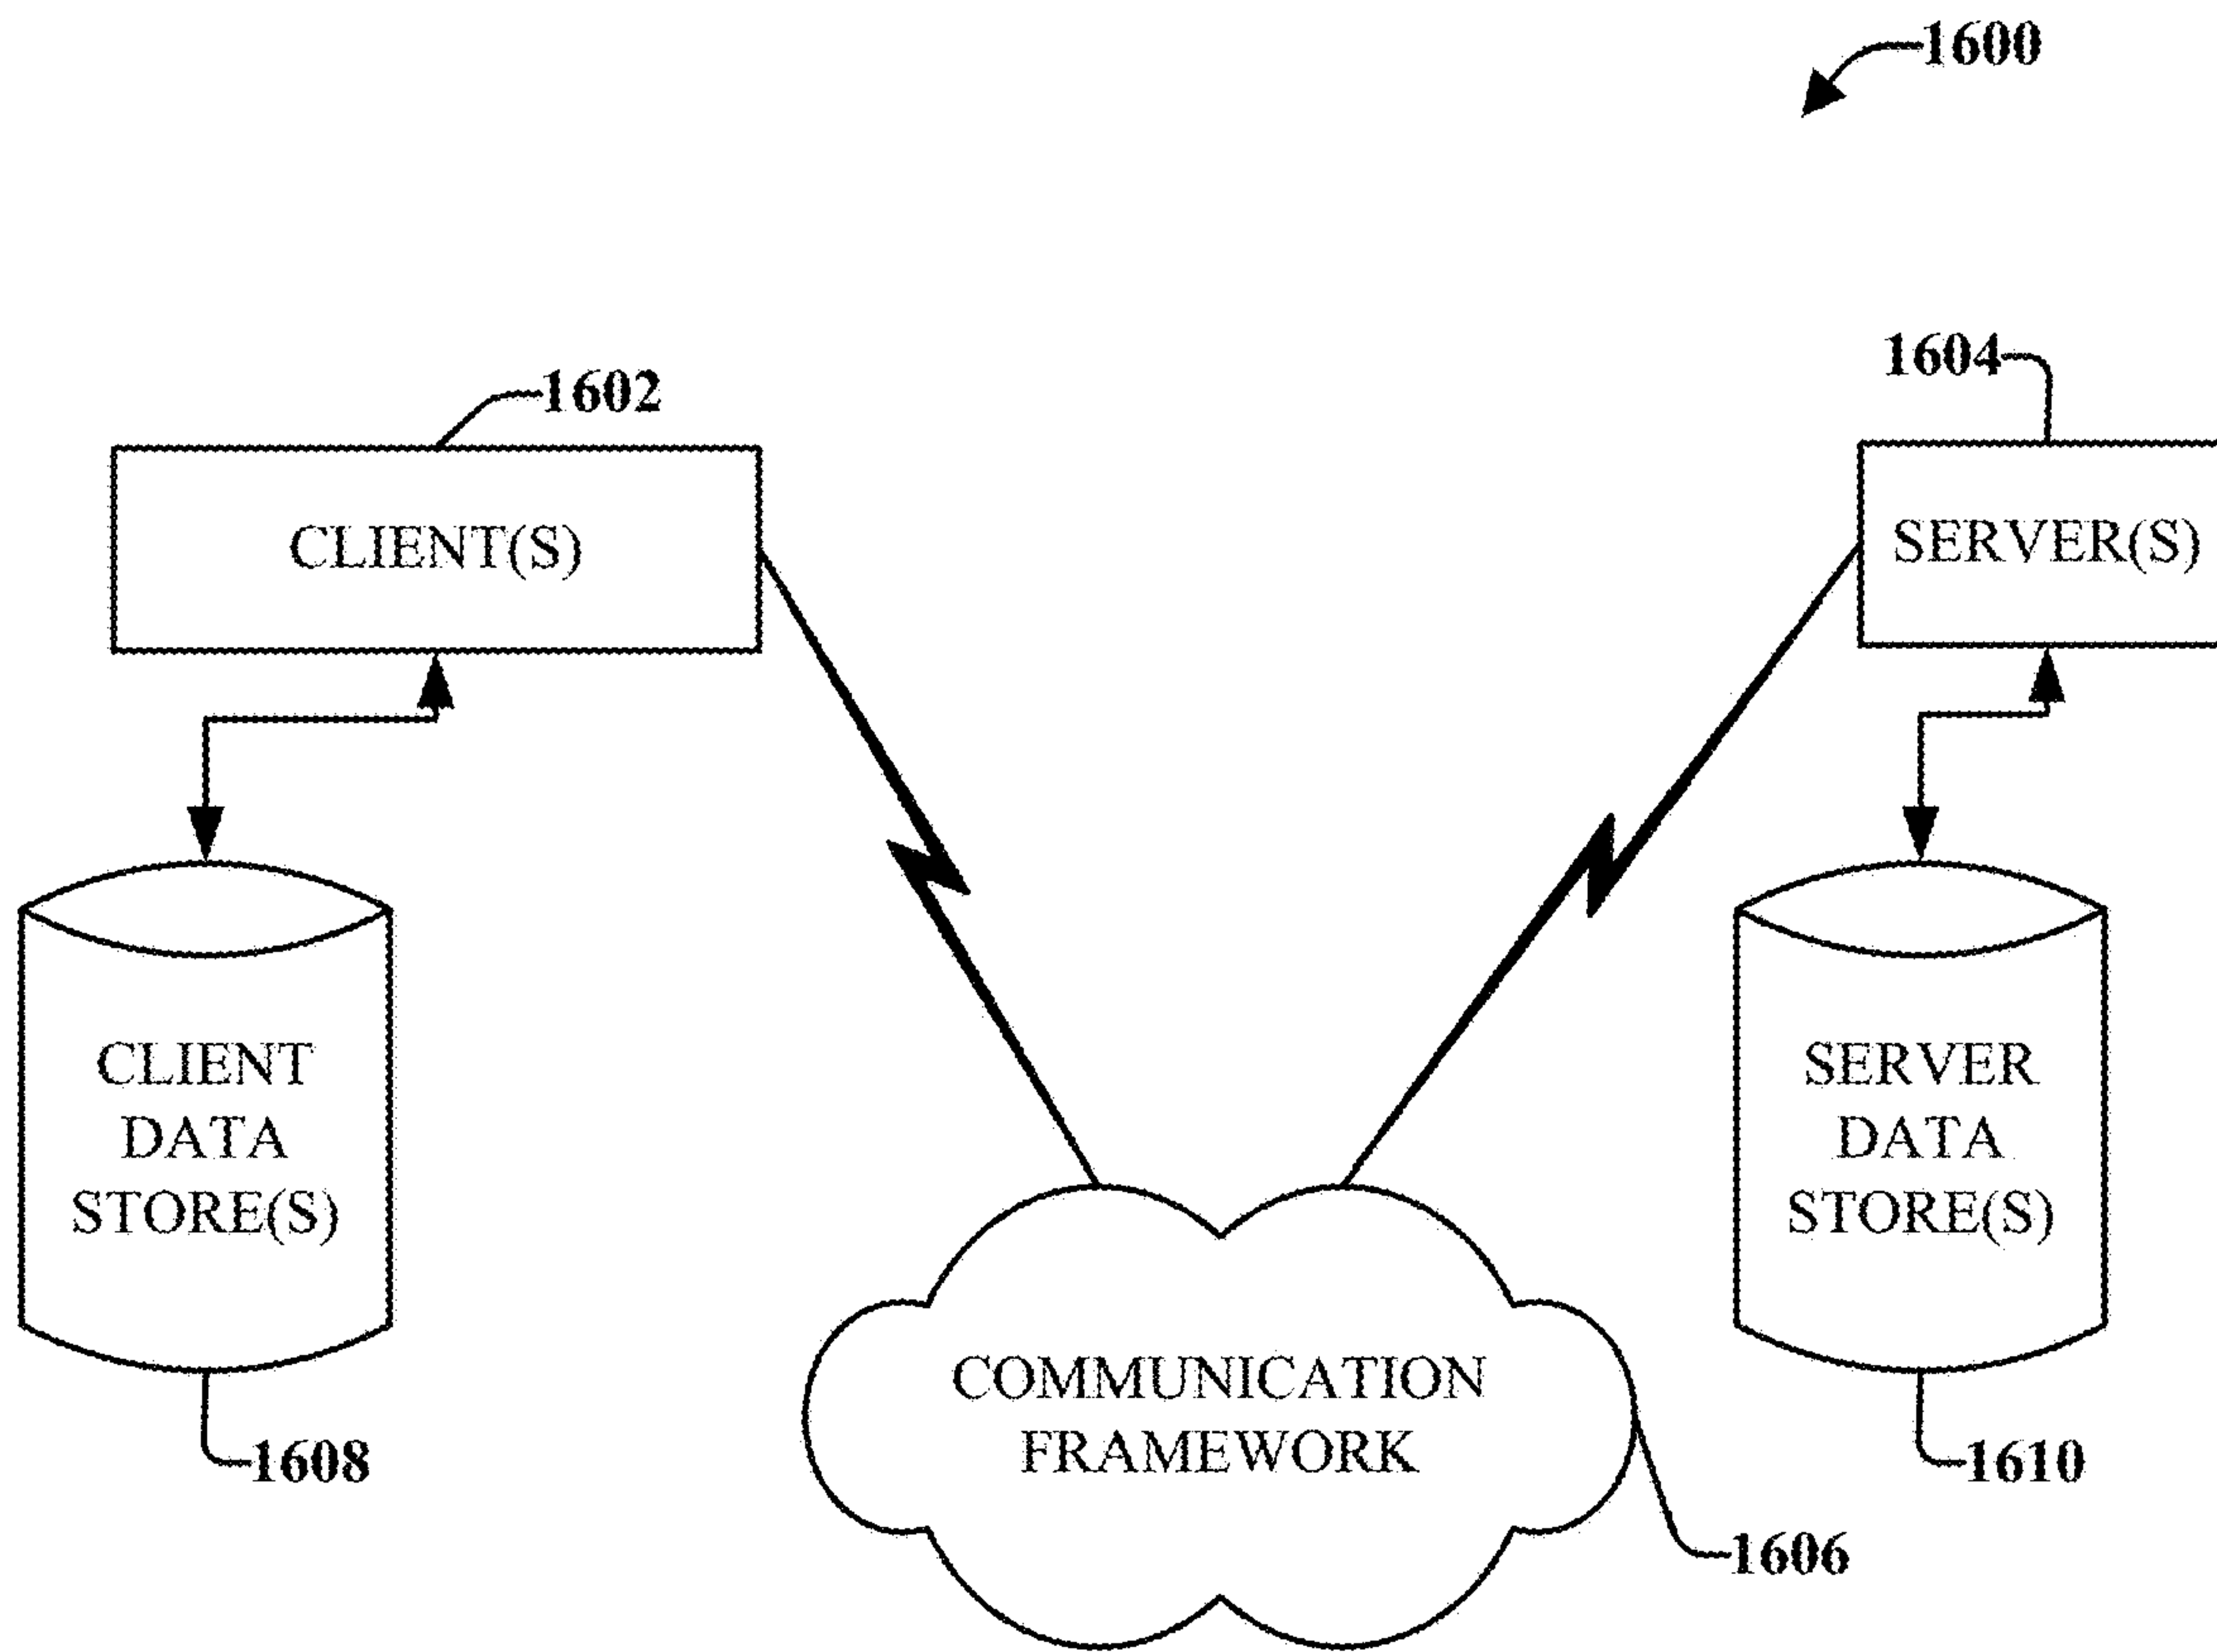 1600
1602
1604
CLIENT(S)
SERVER(S)
CLIENT
DATA
STORE(S)
SERVER
DATA
STORE(S)
COMMUNICATION
FRAMEWORK
1608
1610
1606